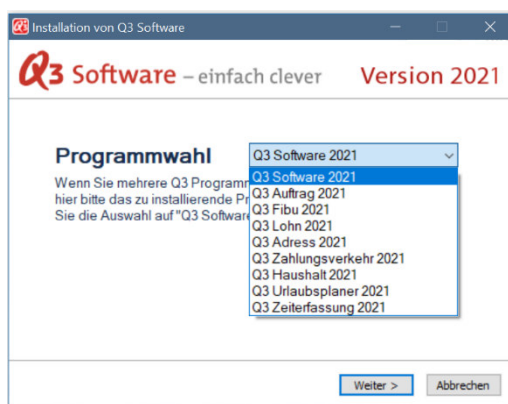 Installation von Q3 Software
Q3 Software – einfach clever Version 2021
Programmwahl
Q3 Software 2021
Wenn Sie mehrere Q3
hier bitte das zu installierende
Sie die Auswahl auf "Q3
Q3 Software 2021
Q3 Auftrag 2021
Q3 Fibu 2021
Q3 Lohn 2021
Q3 Adress 2021
Q3 Zahlungsverkehr 2021
Q3 Haushalt 2021
Q3 Urlaubsplaner 2021
Q3 Zeiterfassung 2021
Weiter >
Abbrechen